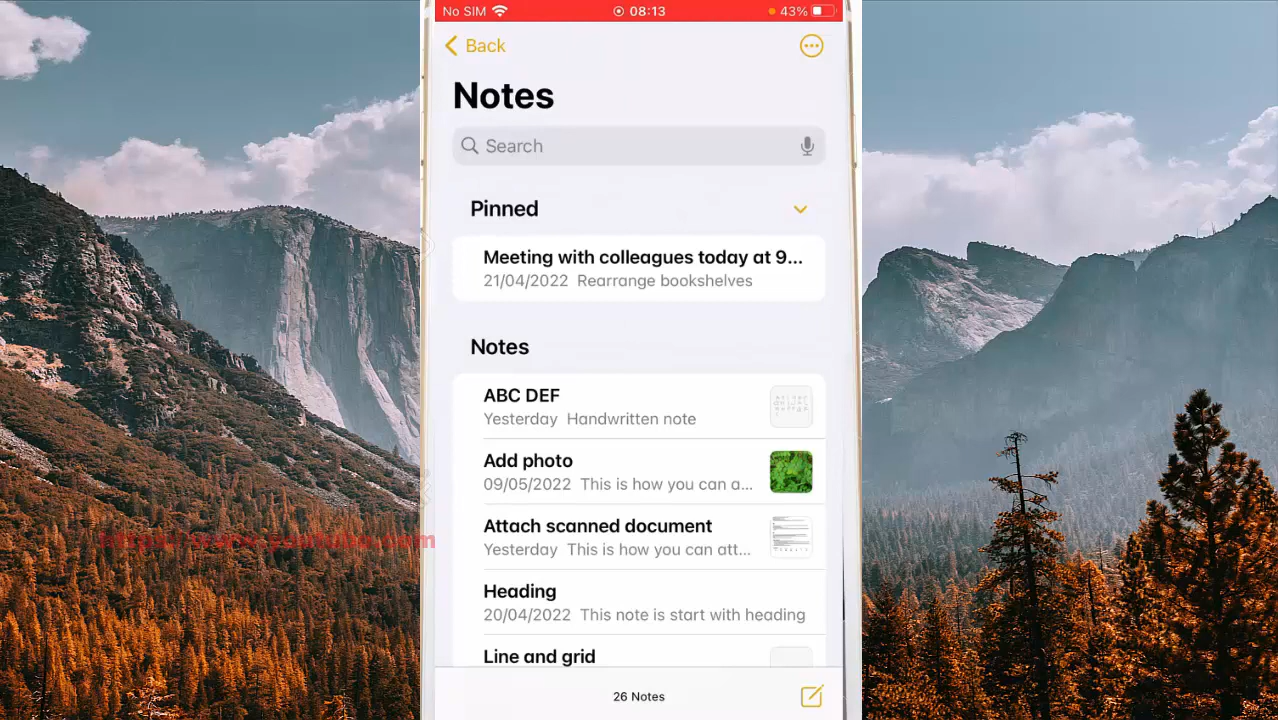 No SIM 08:13 43%
Back
Notes
Search
Pinned
Meeting with colleagues today at 9...
21/04/2022 Rearrange bookshelves
Notes
ABC DEF
Yesterday Handwritten note
Add photo
09/05/2022 This is how you can a...
Attach scanned document
Yesterday This is how you can att...
Heading
20/04/2022 This note is start with heading
Line and grid
26 Notes